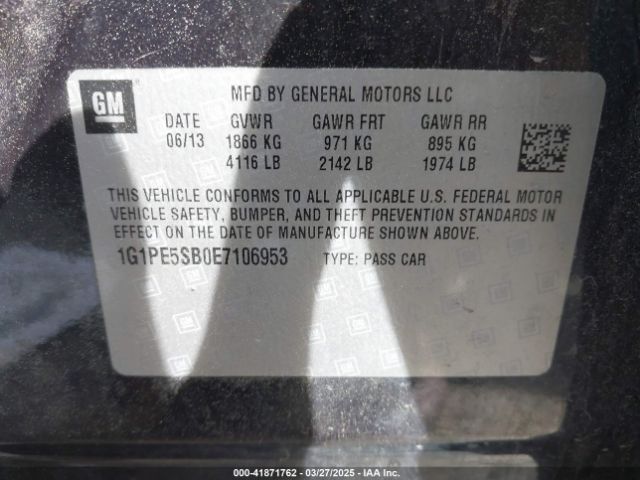 GM
MFD BY GENERAL MOTORS LLC
DATE GVWR GAWR FRT GAWR RR
06/13 1866 KG 971 KG 895 KG
4116 LB 2142 LB 1974 LB
THIS VEHICLE CONFORMS TO ALL APPLICABLE U.S. FEDERAL MOTOR
VEHICLE SAFETY, BUMPER, AND THEFT PREVENTION STANDARDS IN
EFFECT ON THE DATE OF MANUFACTURE SHOWN ABOVE.
1G1PE5SB0E7106953 TYPE: PASS CAR
000-41871762 — 03/27/2025 — IAA Inc.